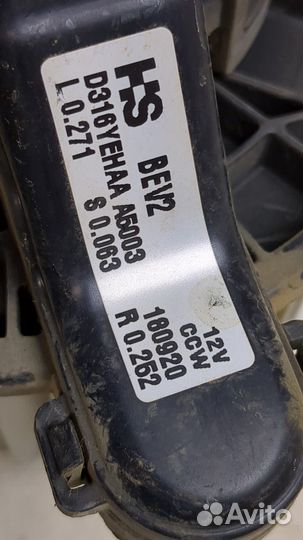 HS BEV2 12V
CCW
D316YEHAA A5003 180920
L 0.271 S 0.063 R 0.262
Avito